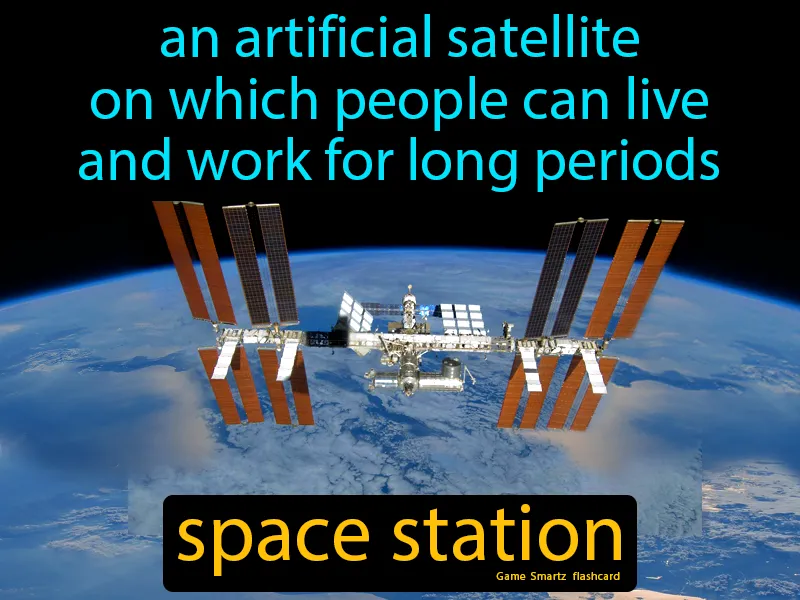 an artificial satellite
on which people can live
and work for long periods
space station
Game Smartz flashcard